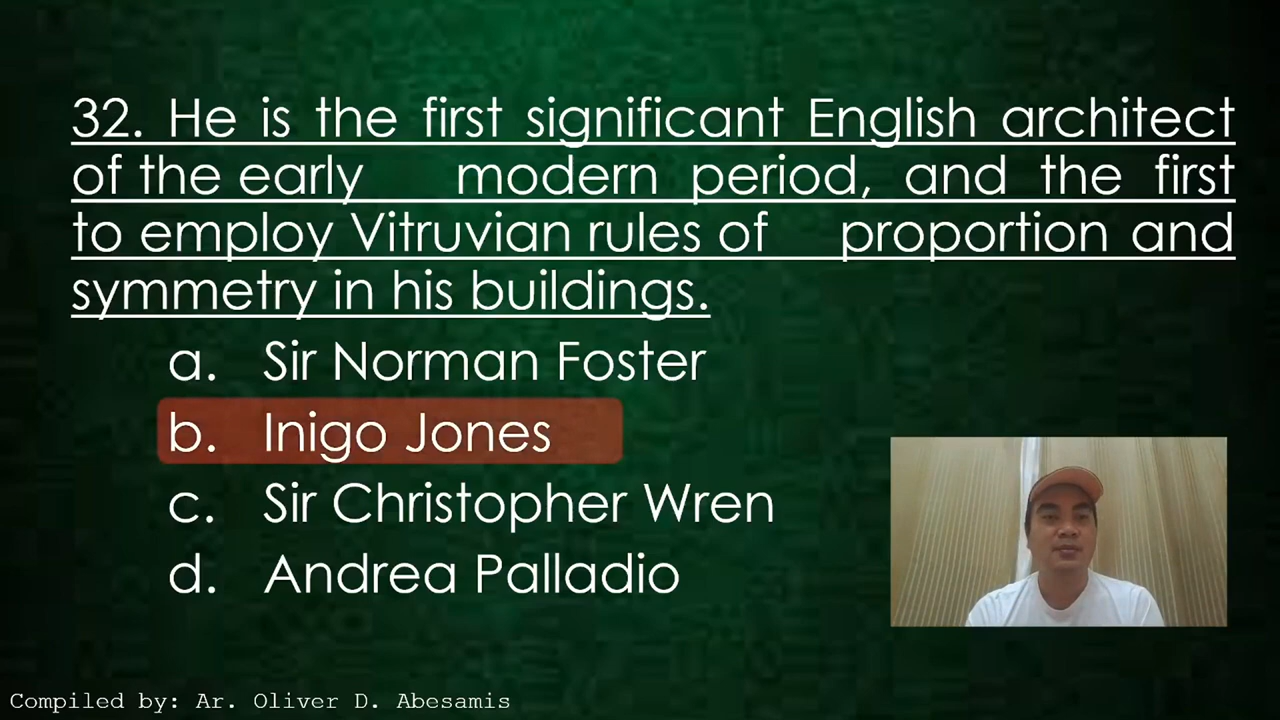 32. He is the first significant English architect
of the early modern period, and the first
to employ Vitruvian rules of proportion and
symmetry in his buildings.
a. Sir Norman Foster
b. Inigo Jones
c. Sir Christopher Wren
d. Andrea Palladio
Compiled by: Ar. Oliver D. Abesamis